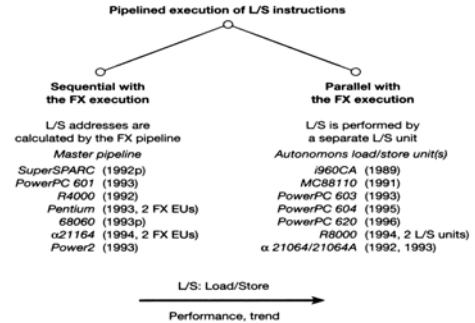 Pipelined execution of L/S instructions
Sequential with
the FX execution
L/S addresses are
calculated by the FX pipeline
Master pipeline
SuperSPARC (1992p)
PowerPC 601 (1993)
R4000 (1992)
Pentium (1993, 2 FX EUs)
68060 (1993p)
α21164 (1994, 2 FX EUs)
Power2 (1993)
Parallel with
the FX execution
L/S is performed by
a separate L/S unit
Autonomons load/store unit(s)
i960CA (1989)
MC88110 (1991)
PowerPC 603 (1993)
PowerPC 604 (1995)
PowerPC 620 (1996)
R8000 (1994, 2 L/S units)
α 21064/21064A (1992, 1993)
L/S: Load/Store
Performance, trend